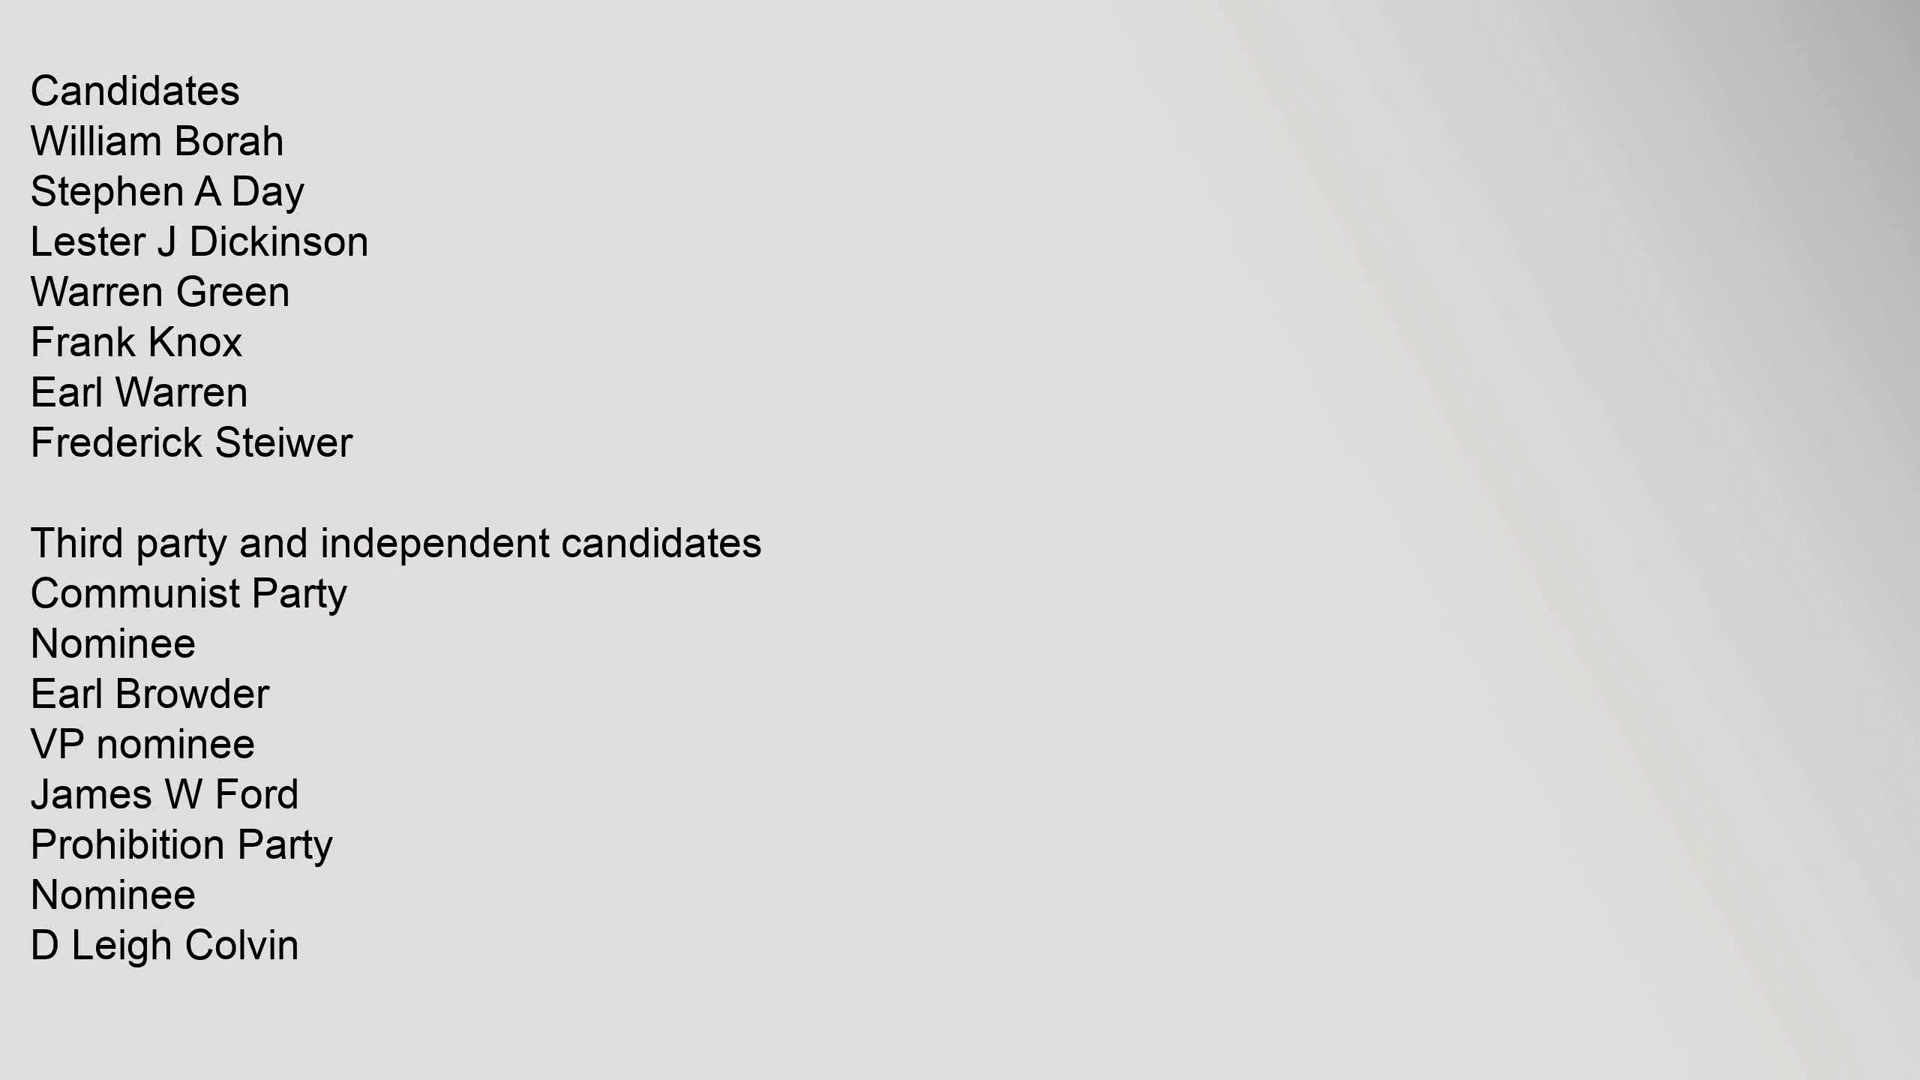 Candidates
William Borah
Stephen A Day
Lester J Dickinson
Warren Green
Frank Knox
Earl Warren
Frederick Steiwer
Third party and independent candidates
Communist Party
Nominee
Earl Browder
VP nominee
James W Ford
Prohibition Party
Nominee
D Leigh Colvin